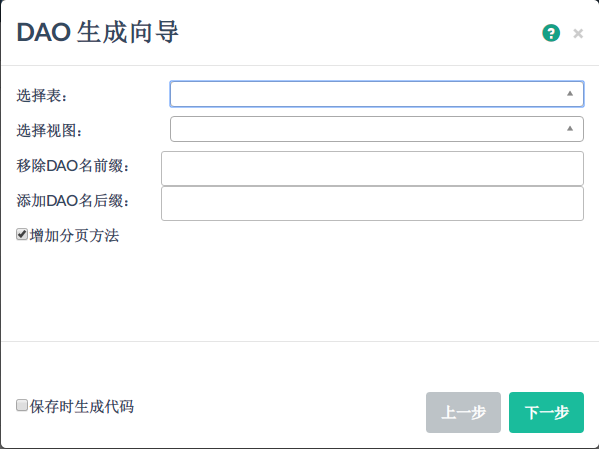 DAO 生成向导
选择表：
选择视图：
移除DAO名前缀：
添加DAO名后缀：
增加分页方法
保存时生成代码
上一步 下一步